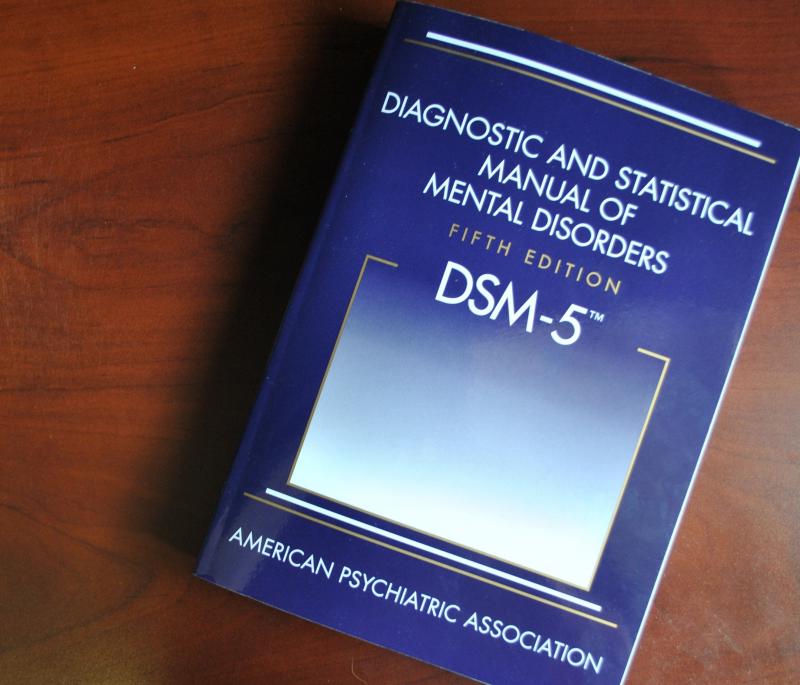 DIAGNOSTIC AND STATISTICAL
MANUAL OF
MENTAL DISORDERS
FIFTH EDITION
DSM-5™
AMERICAN PSYCHIATRIC ASSOCIATION